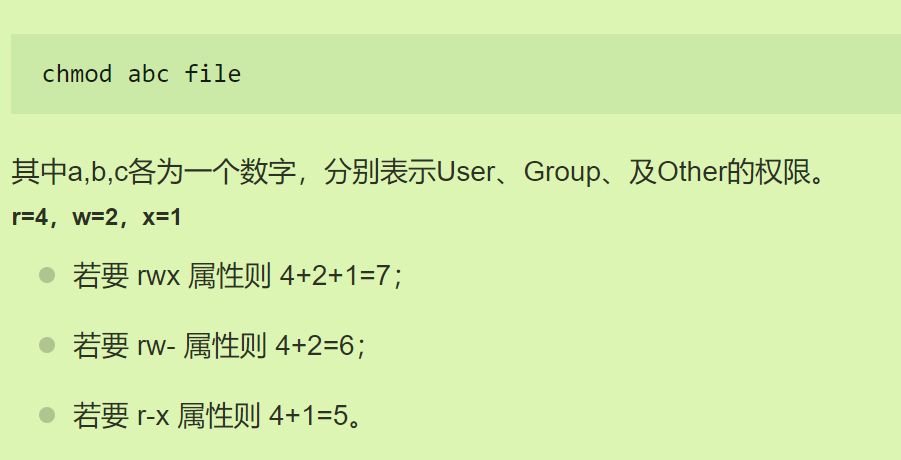 chmod abc file
其中a,b,c各为一个数字，分别表示User、Group、及Other的权限。
r=4，w=2，x=1
若要 rwx 属性则 4+2+1=7；
若要 rw- 属性则 4+2=6；
若要 r-x 属性则 4+1=5。